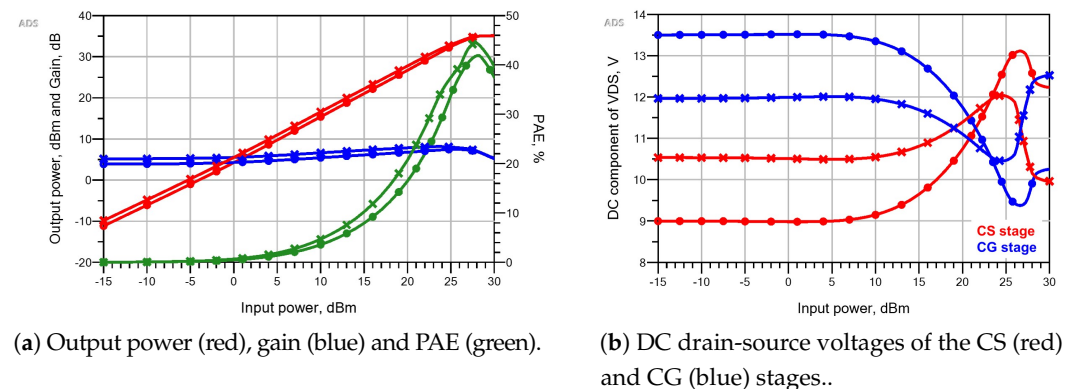 ADS
Output power, dBm and Gain, dB
40
30
20
10
0
-10
-20
50
40
30
20
10
0
PAE, %
-15 -10 -5 0 5 10 15 20 25 30
Input power, dBm
(a) Output power (red), gain (blue) and PAE (green).
ADS
DC component of VDS, V
14
13
12
11
10
9
8
CS stage
CG stage
-15 -10 -5 0 5 10 15 20 25 30
Input power, dBm
(b) DC drain-source voltages of the CS (red)
and CG (blue) stages..